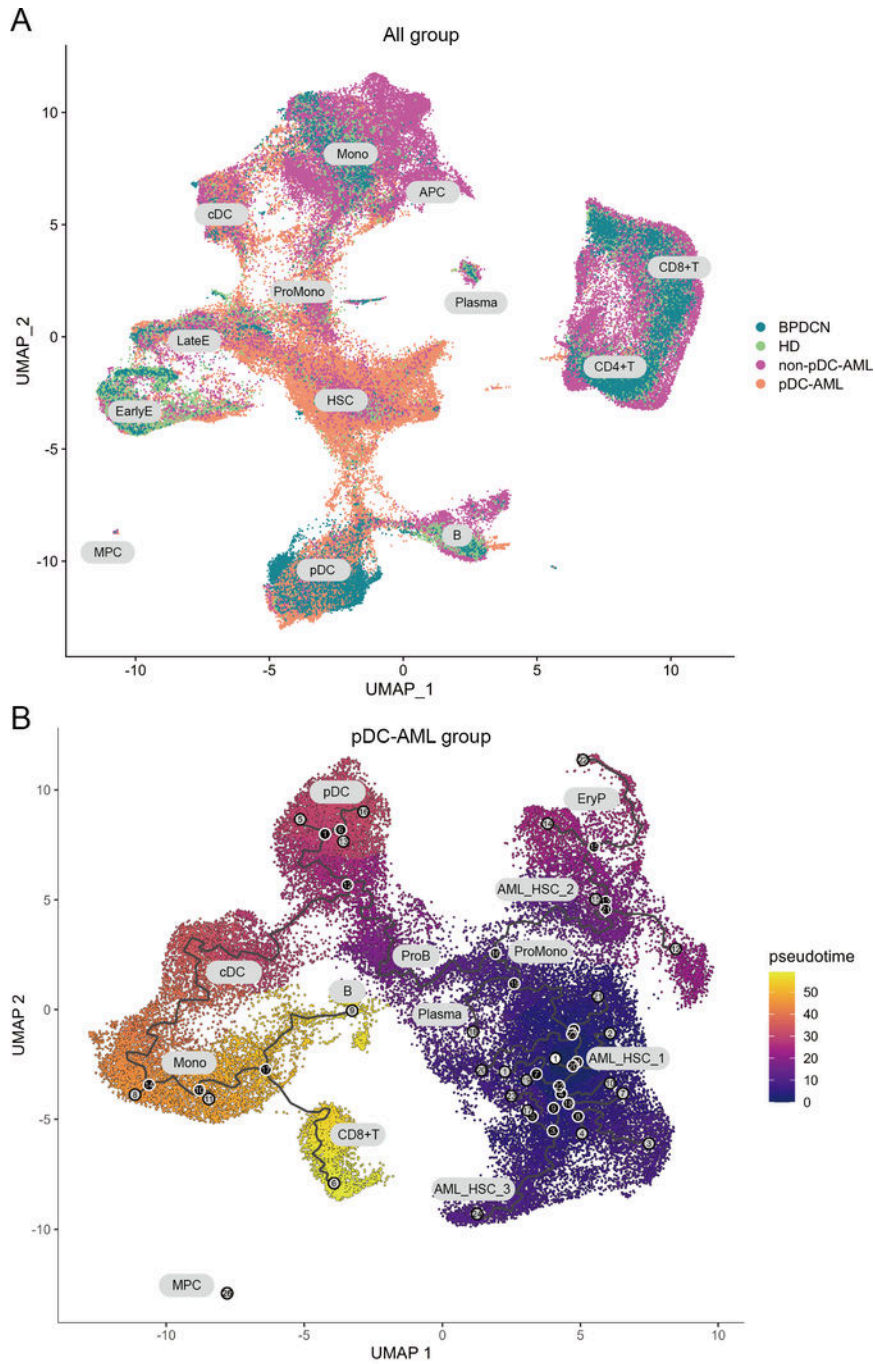 A
All group
10
5
0
-5
-10
UMAP_2
Mono
APC
cDC
CD8+T
ProMono
Plasma
LateE
CD4+T
HSC
EarlyE
B
MPC
pDC
BPDCN
HD
non-pDC-AML
pDC-AML
-10
-5
0
5
10
UMAP_1
B
pDC-AML group
10
5
0
-5
-10
UMAP 2
pDC
EryP
AML_HSC_2
ProB
ProMono
cDC
B
Plasma
Mono
AML_HSC_1
CD8+T
AML_HSC_3
MPC
pseudotime
50
40
30
20
10
0
-10
-5
0
5
10
UMAP 1